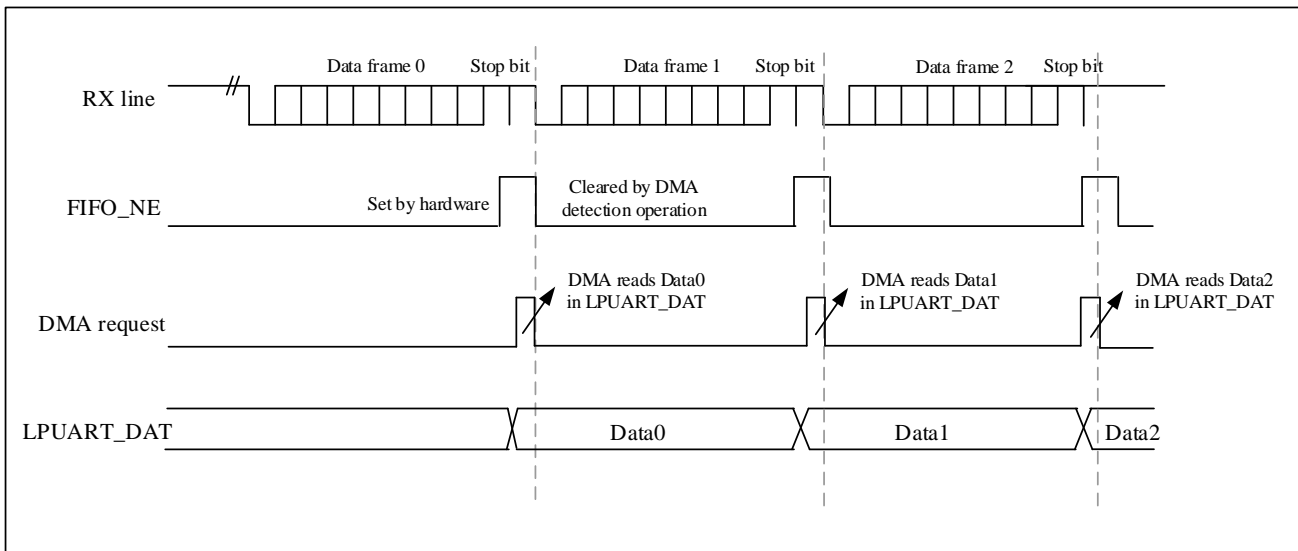 Data frame 0 Stop bit Data frame 1 Stop bit Data frame 2 Stop bit
RX line
FIFO_NE
Set by hardware
Cleared by DMA
detection operation
DMA request
DMA reads Data0
in LPUART_DAT
DMA reads Data1
in LPUART_DAT
DMA reads Data2
in LPUART_DAT
LPUART_DAT
Data0 Data1 Data2